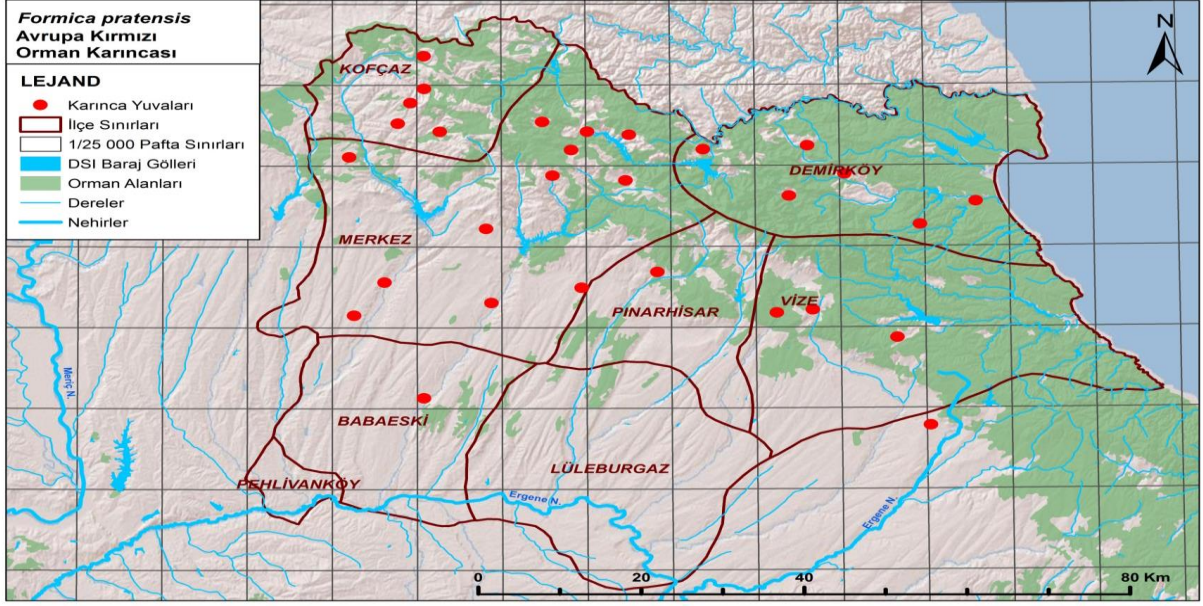 Formica pratensis
Avrupa Kırmızı
Orman Karıncası
LEJAND
Karınca Yuvaları
İlçe Sınırları
1/25 000 Pafta Sınırları
DSI Baraj Gölleri
Orman Alanları
Dereler
Nehirler
N
KOFÇAZ
DEMİRKÖY
MERKEZ
PINARHİSAR
VİZE
Meriç N.
BABAESKİ
LÜLEBURGAZ
PEHLİVANKÖY
Ergene N.
Ergene N.
0 20 40 80 Km